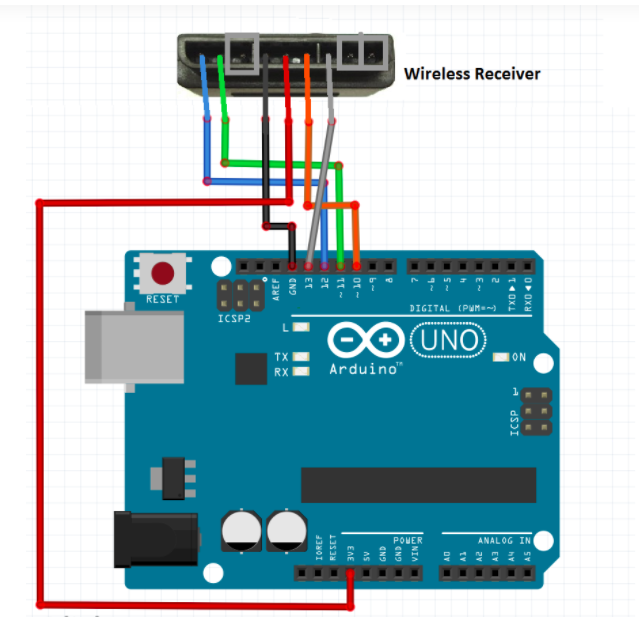 Wireless Receiver
RESET
ICSP2
AREF
GND
13
12
~11
~10
~9
8
7
~6
~5
4
~3
2
TXD▶1
RXD◀0
DIGITAL (PWM=~)
L
TX
RX
Arduino™
UNO
ON
1
ICSP
POWER
ANALOG IN
IOREF
RESET
3V3
5V
GND
GND
VIN
A0
A1
A2
A3
A4
A5